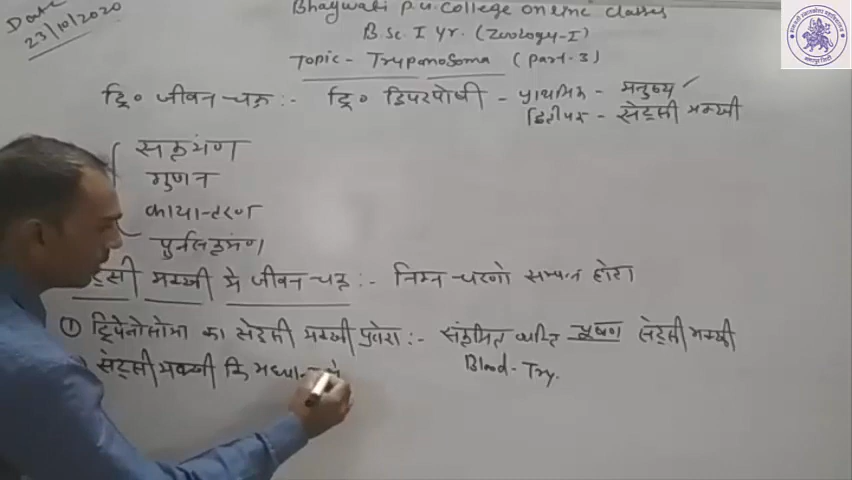 Date
23/10/2020
Bhagwati P.G. College Online Classes
B.Sc. I Yr. (Zoology-I)
Topic - Trypanosoma (Part-3)
ट्रि० जीवन-चक्र :- ट्रि० द्विपरपोषी - प्राथमिक - मनुष्य
द्वितीयक - सेट्सी मक्खी
संक्रमण
गुणन
कायान्तरण
पुर्नसंक्रमण
सी मक्खी मे जीवन चक्र :- निम्न चरणो सम्पन्न होता
① ट्रिपेनोसोमा का सेट्सी मक्खी प्रवेश :- संक्रमित व्यक्ति चूषण सेट्सी मक्खी
Blood - Try.
सेट्सी मक्खी कि